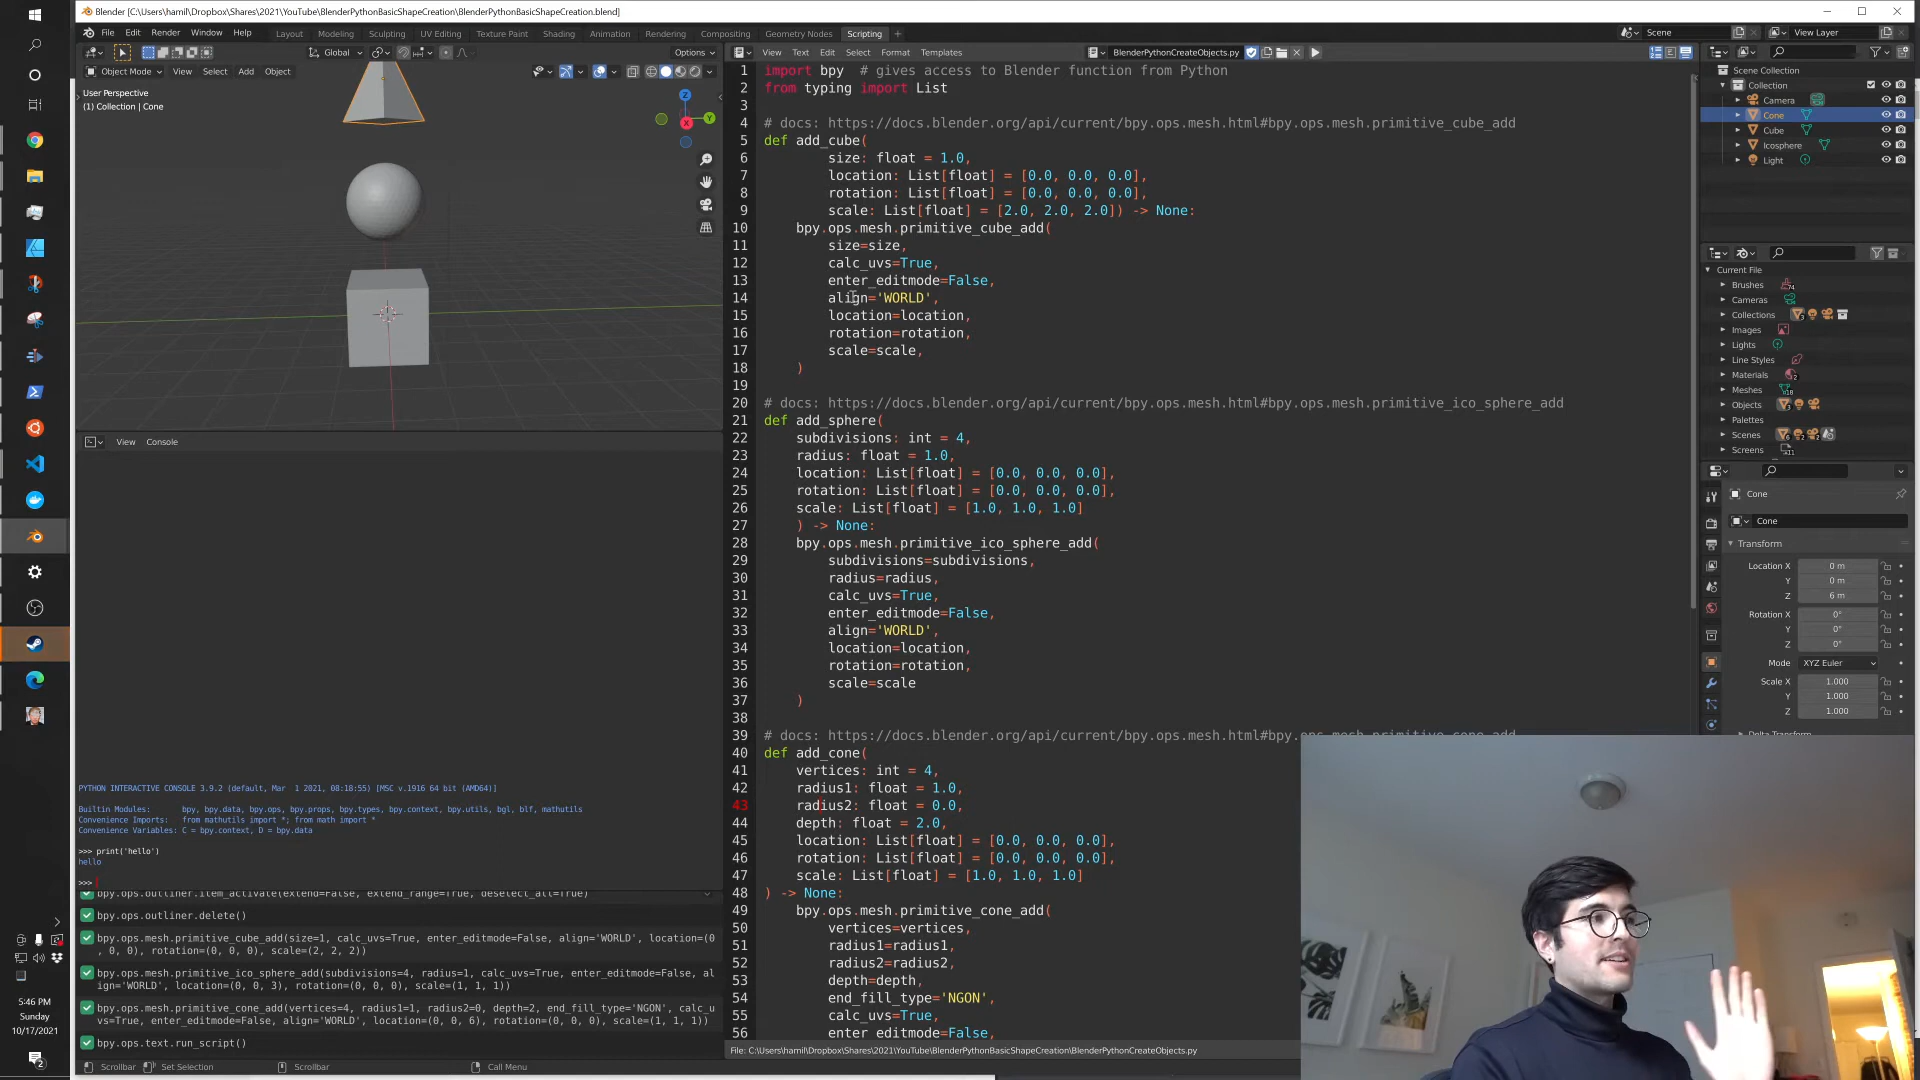 Blender [C:\Users\hamil\Dropbox\Shares\2021\YouTube\BlenderPythonBasicShapeCreation\BlenderPythonBasicShapeCreation.blend]
File Edit Render Window Help Layout Modeling Sculpting UV Editing Texture Paint Shading Animation Rendering Compositing Geometry Nodes Scripting + Scene View Layer
Global Options
Object Mode View Select Add Object
User Perspective
(1) Collection | Cone
Z
Y
X
View Console
PYTHON INTERACTIVE CONSOLE 3.9.2 (default, Mar 1 2021, 08:18:55) [MSC v.1916 64 bit (AMD64)]
Builtin Modules: bpy, bpy.data, bpy.ops, bpy.props, bpy.types, bpy.context, bpy.utils, bgl, blf, mathutils
Convenience Imports: from mathutils import *; from math import *
Convenience Variables: C = bpy.context, D = bpy.data
>>> print('hello')
hello
>>>
bpy.ops.outliner.item_activate(extend=False, extend_range=True, deselect_all=True)
bpy.ops.outliner.delete()
bpy.ops.mesh.primitive_cube_add(size=1, calc_uvs=True, enter_editmode=False, align='WORLD', location=(0
, 0, 0), rotation=(0, 0, 0), scale=(2, 2, 2))
bpy.ops.mesh.primitive_ico_sphere_add(subdivisions=4, radius=1, calc_uvs=True, enter_editmode=False, al
ign='WORLD', location=(0, 0, 3), rotation=(0, 0, 0), scale=(1, 1, 1))
bpy.ops.mesh.primitive_cone_add(vertices=4, radius1=1, radius2=0, depth=2, end_fill_type='NGON', calc_u
vs=True, enter_editmode=False, align='WORLD', location=(0, 0, 6), rotation=(0, 0, 0), scale=(1, 1, 1))
bpy.ops.text.run_script()
Scrollbar Set Selection Scrollbar Call Menu
View Text Edit Select Format Templates BlenderPythonCreateObjects.py
1 import bpy # gives access to Blender function from Python
2 from typing import List
3
4 # docs: https://docs.blender.org/api/current/bpy.ops.mesh.html#bpy.ops.mesh.primitive_cube_add
5 def add_cube(
6 size: float = 1.0,
7 location: List[float] = [0.0, 0.0, 0.0],
8 rotation: List[float] = [0.0, 0.0, 0.0],
9 scale: List[float] = [2.0, 2.0, 2.0]) -> None:
10 bpy.ops.mesh.primitive_cube_add(
11 size=size,
12 calc_uvs=True,
13 enter_editmode=False,
14 align='WORLD',
15 location=location,
16 rotation=rotation,
17 scale=scale,
18 )
19
20 # docs: https://docs.blender.org/api/current/bpy.ops.mesh.html#bpy.ops.mesh.primitive_ico_sphere_add
21 def add_sphere(
22 subdivisions: int = 4,
23 radius: float = 1.0,
24 location: List[float] = [0.0, 0.0, 0.0],
25 rotation: List[float] = [0.0, 0.0, 0.0],
26 scale: List[float] = [1.0, 1.0, 1.0]
27 ) -> None:
28 bpy.ops.mesh.primitive_ico_sphere_add(
29 subdivisions=subdivisions,
30 radius=radius,
31 calc_uvs=True,
32 enter_editmode=False,
33 align='WORLD',
34 location=location,
35 rotation=rotation,
36 scale=scale
37 )
38
39 # docs: https://docs.blender.org/api/current/bpy.ops.mesh.html#bpy.ops.mesh.primitive_cone_add
40 def add_cone(
41 vertices: int = 4,
42 radius1: float = 1.0,
43 radius2: float = 0.0,
44 depth: float = 2.0,
45 location: List[float] = [0.0, 0.0, 0.0],
46 rotation: List[float] = [0.0, 0.0, 0.0],
47 scale: List[float] = [1.0, 1.0, 1.0]
48 ) -> None:
49 bpy.ops.mesh.primitive_cone_add(
50 vertices=vertices,
51 radius1=radius1,
52 radius2=radius2,
53 depth=depth,
54 end_fill_type='NGON',
55 calc_uvs=True,
56 enter_editmode=False,
File: C:\Users\hamil\Dropbox\Shares\2021\YouTube\BlenderPythonBasicShapeCreation\BlenderPythonCreateObjects.py
Scene Collection
Collection
Camera
Cone
Cube
Icosphere
Light
Current File
Brushes
Cameras
Collections
Images
Lights
Line Styles
Materials
Meshes
Objects
Palettes
Scenes
Screens
Cone
Cone
Transform
Location X 0 m
Y 0 m
Z 6 m
Rotation X 0°
Y 0°
Z 0°
Mode XYZ Euler
Scale X 1.000
Y 1.000
Z 1.000
Delta Transform
5:46 PM
Sunday
10/17/2021
2